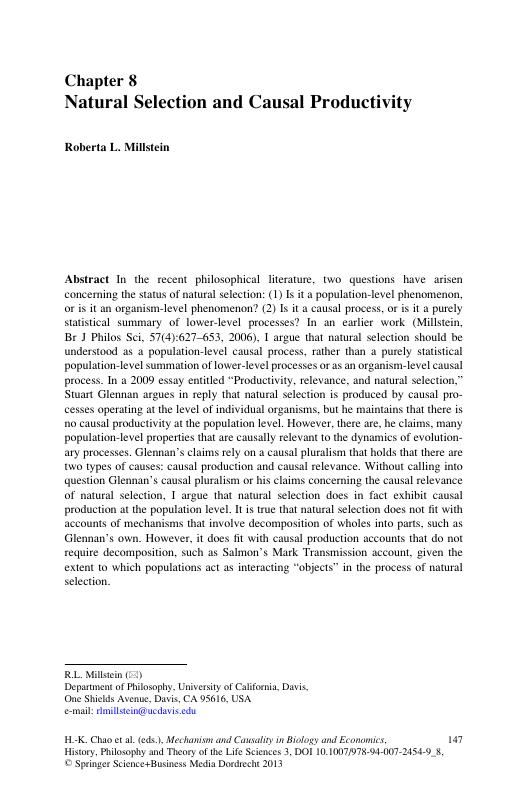 Chapter 8
Natural Selection and Causal Productivity
Roberta L. Millstein
Abstract In the recent philosophical literature, two questions have arisen
concerning the status of natural selection: (1) Is it a population-level phenomenon,
or is it an organism-level phenomenon? (2) Is it a causal process, or is it a purely
statistical summary of lower-level processes? In an earlier work (Millstein,
Br J Philos Sci, 57(4):627–653, 2006), I argue that natural selection should be
understood as a population-level causal process, rather than a purely statistical
population-level summation of lower-level processes or as an organism-level causal
process. In a 2009 essay entitled “Productivity, relevance, and natural selection,”
Stuart Glennan argues in reply that natural selection is produced by causal pro-
cesses operating at the level of individual organisms, but he maintains that there is
no causal productivity at the population level. However, there are, he claims, many
population-level properties that are causally relevant to the dynamics of evolution-
ary processes. Glennan’s claims rely on a causal pluralism that holds that there are
two types of causes: causal production and causal relevance. Without calling into
question Glennan’s causal pluralism or his claims concerning the causal relevance
of natural selection, I argue that natural selection does in fact exhibit causal
production at the population level. It is true that natural selection does not fit with
accounts of mechanisms that involve decomposition of wholes into parts, such as
Glennan’s own. However, it does fit with causal production accounts that do not
require decomposition, such as Salmon’s Mark Transmission account, given the
extent to which populations act as interacting “objects” in the process of natural
selection.
R.L. Millstein (✉)
Department of Philosophy, University of California, Davis,
One Shields Avenue, Davis, CA 95616, USA
e-mail: rlmillstein@ucdavis.edu
H.-K. Chao et al. (eds.), Mechanism and Causality in Biology and Economics, 147
History, Philosophy and Theory of the Life Sciences 3, DOI 10.1007/978-94-007-2454-9_8,
© Springer Science+Business Media Dordrecht 2013